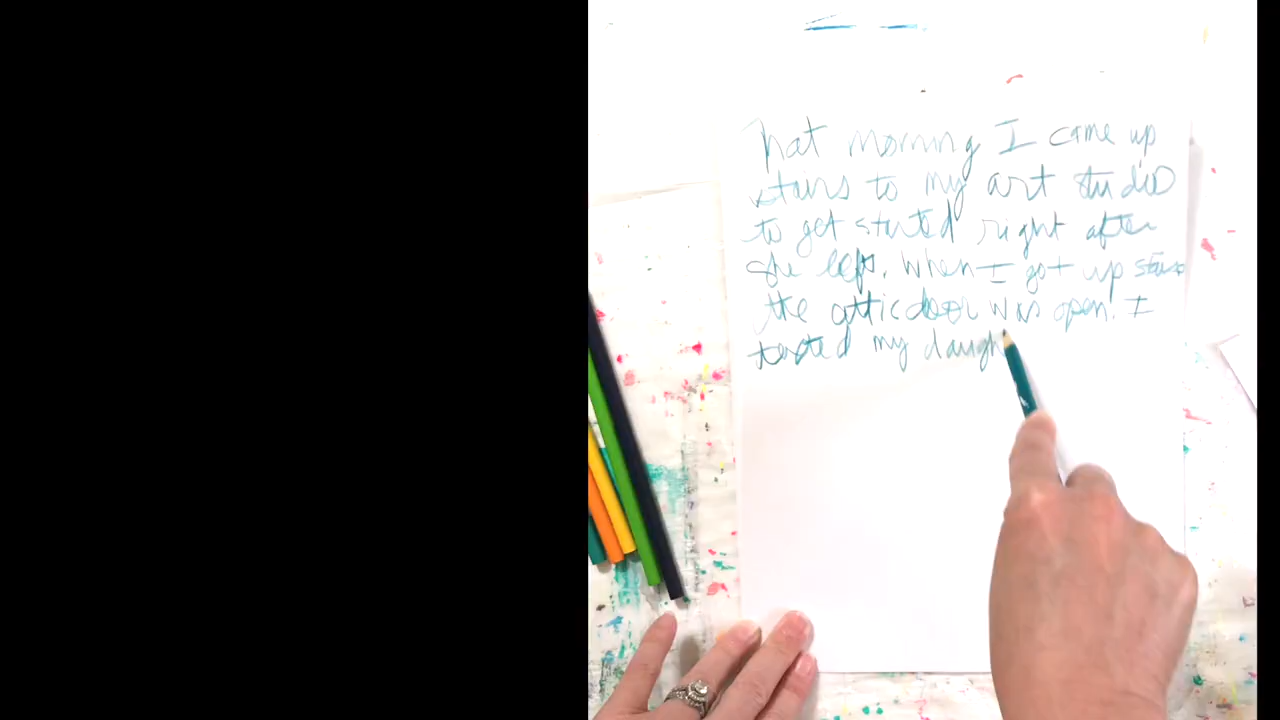 that morning I came up
stairs to my art studio
to get started right after
she left. When I got up stairs
the attic door was open! I
texted my daugh